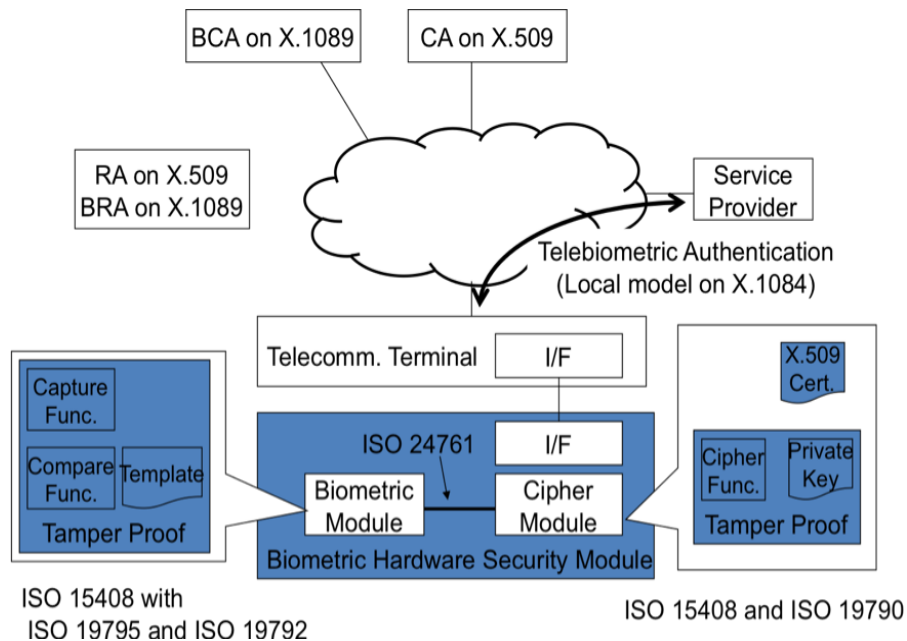 BCA on X.1089
CA on X.509
RA on X.509
BRA on X.1089
Service
Provider
Telebiometric Authentication
(Local model on X.1084)
Telecomm. Terminal
I/F
X.509
Cert.
Capture
Func.
Compare
Func.
Template
Tamper Proof
ISO 24761
I/F
Biometric
Module
Cipher
Module
Biometric Hardware Security Module
Cipher
Func.
Private
Key
Tamper Proof
ISO 15408 with
ISO 19795 and ISO 19792
ISO 15408 and ISO 19790